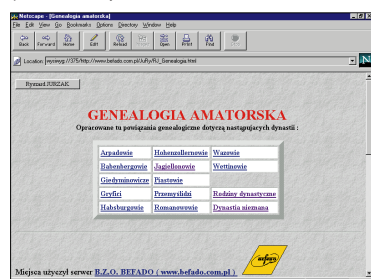 Netscape - [Genealogia amatorska]
File Edit View Go Bookmarks Options Directory Window Help
Back Forward Home Edit Reload Open Print Find
Location: wysiwyg://375/http://www.befado.com.pl/JuRy/RJ_Genealogia.html
Ryszard JURZAK
GENEALOGIA AMATORSKA
Opracowane tu powiązania genealogiczne dotyczą nastąpujacych dynastii :
Arpadowie Hohenzollernowie Wazowie
Babenbergowie Jagiellonowie Wettinowie
Giedyminowicze Piastowie
Gryfici Przemyślidzi Rodziny dynastyczne
Habsburgowie Romanowowie Dynastia nieznana
befado
Miejsca użyczył serwer B.Z.O. BEFADO ( www.befado.com.pl )